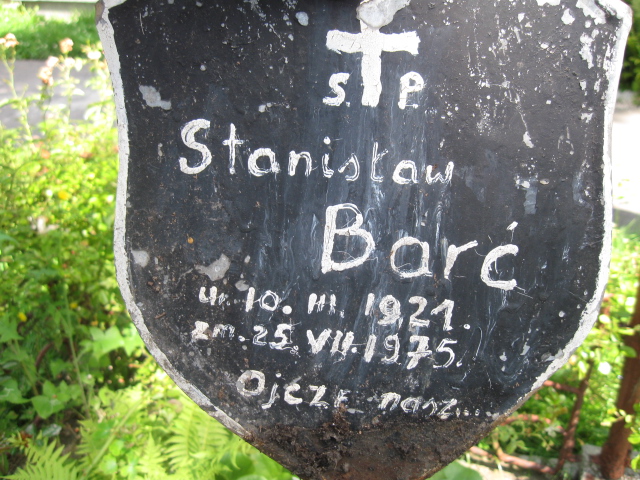 S P
Stanisław
Barć
ur. 10. III. 1921.
zm. 25. VII. 1975.
Ojcze nasz...